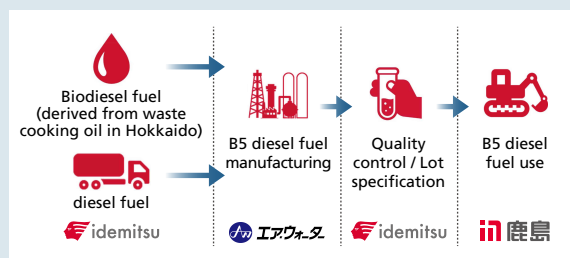 Biodiesel fuel
(derived from waste
cooking oil in Hokkaido)
diesel fuel
idemitsu
B5 diesel fuel
manufacturing
エア・ウォーター
Quality
control / Lot
specification
idemitsu
B5 diesel
fuel use
鹿島